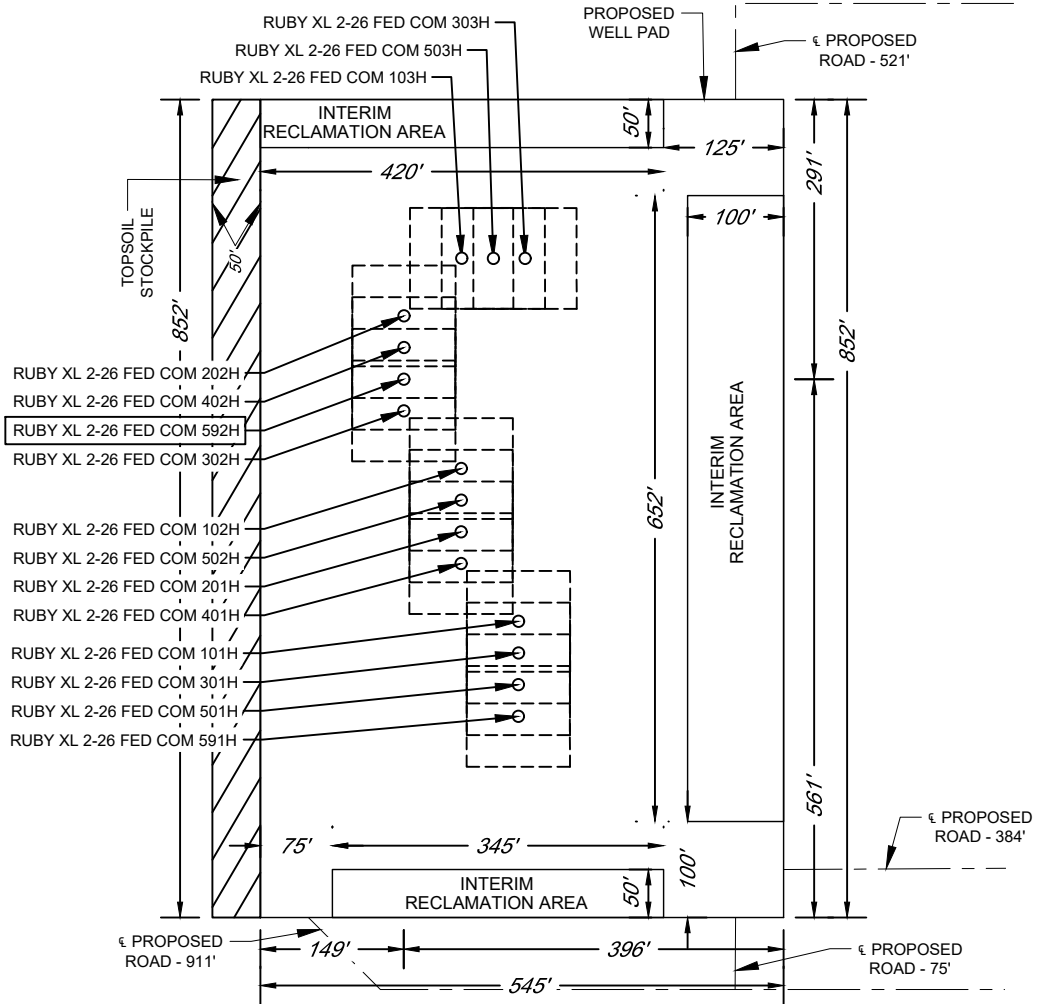 RUBY XL 2-26 FED COM 303H
RUBY XL 2-26 FED COM 503H
RUBY XL 2-26 FED COM 103H
PROPOSED
WELL PAD
℄ PROPOSED
ROAD - 521'
INTERIM
RECLAMATION AREA
50'
125'
420'
291'
100'
TOPSOIL
STOCKPILE
50'
852'
852'
RUBY XL 2-26 FED COM 202H
RUBY XL 2-26 FED COM 402H
RUBY XL 2-26 FED COM 592H
RUBY XL 2-26 FED COM 302H
INTERIM
RECLAMATION AREA
652'
RUBY XL 2-26 FED COM 102H
RUBY XL 2-26 FED COM 502H
RUBY XL 2-26 FED COM 201H
RUBY XL 2-26 FED COM 401H
RUBY XL 2-26 FED COM 101H
RUBY XL 2-26 FED COM 301H
RUBY XL 2-26 FED COM 501H
RUBY XL 2-26 FED COM 591H
561'
75'
345'
100'
℄ PROPOSED
ROAD - 384'
INTERIM
RECLAMATION AREA
50'
℄ PROPOSED
ROAD - 911'
149'
396'
℄ PROPOSED
ROAD - 75'
545'